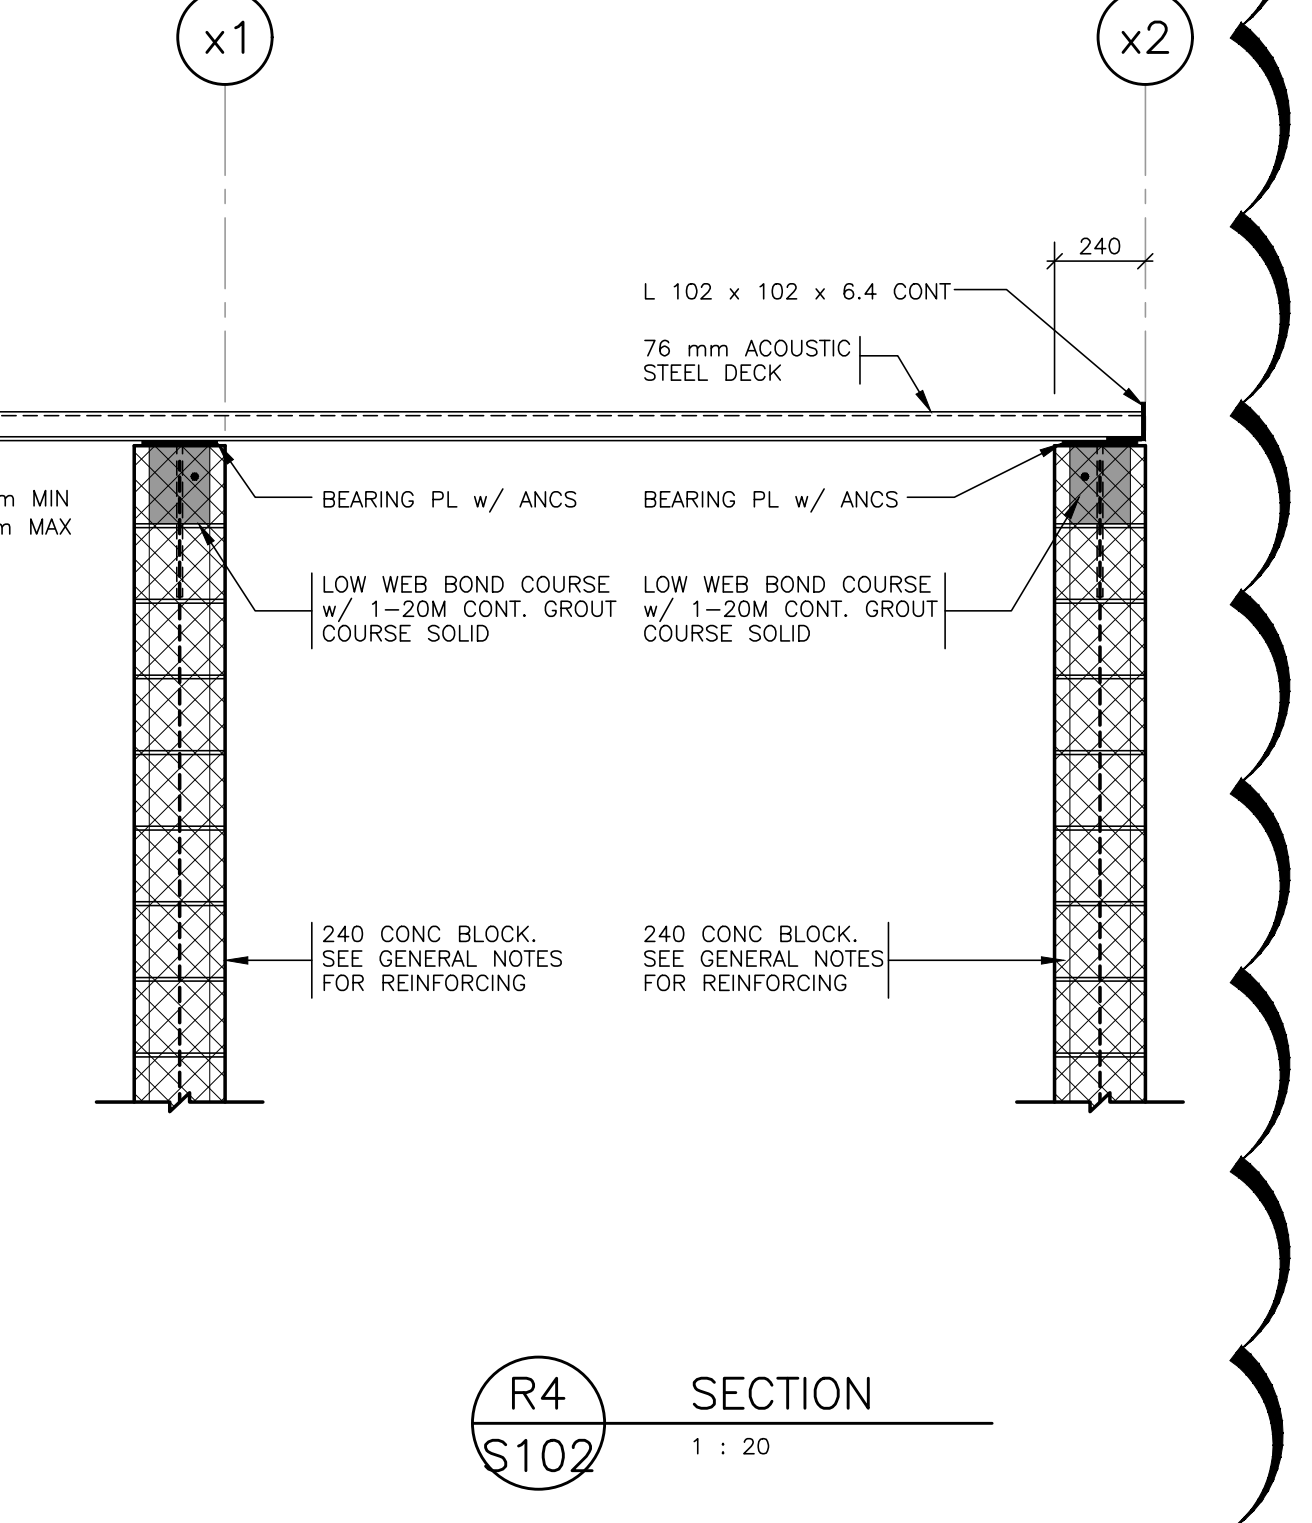 x1
x2
240
L 102 x 102 x 6.4 CONT
76 mm ACOUSTIC
STEEL DECK
m MIN
m MAX
BEARING PL w/ ANCS
BEARING PL w/ ANCS
LOW WEB BOND COURSE
w/ 1-20M CONT. GROUT
COURSE SOLID
LOW WEB BOND COURSE
w/ 1-20M CONT. GROUT
COURSE SOLID
240 CONC BLOCK.
SEE GENERAL NOTES
FOR REINFORCING
240 CONC BLOCK.
SEE GENERAL NOTES
FOR REINFORCING
R4
S102
SECTION
1 : 20